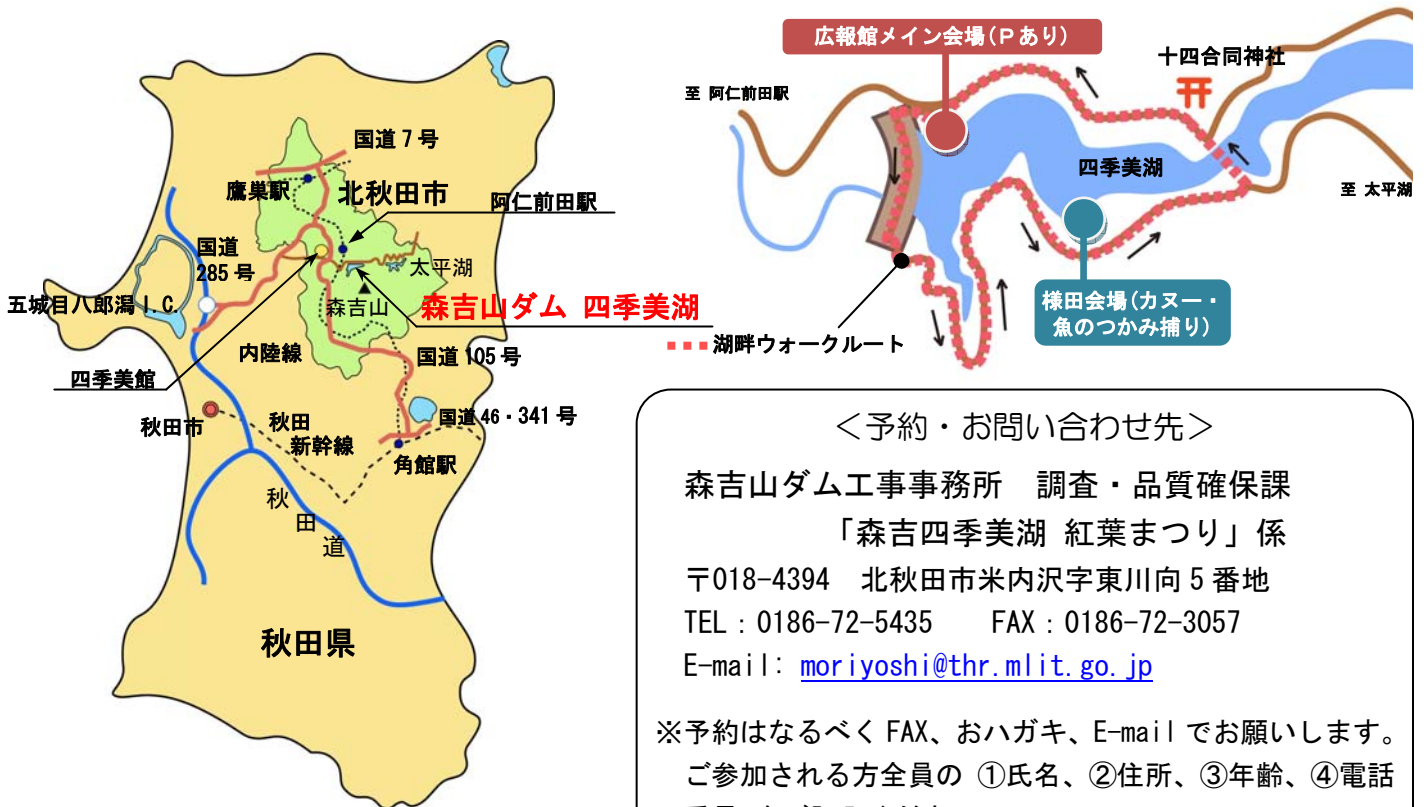 国道 7 号
鷹巣駅
北秋田市
阿仁前田駅
国道
285 号
太平湖
五城目八郎潟 I.C.
森吉山
森吉山ダム 四季美湖
内陸線
国道 105 号
四季美館
国道 46・341 号
秋田市
秋田
新幹線
角館駅
秋
田
道
秋田県
広報館メイン会場(Ｐあり)
十四合同神社
至 阿仁前田駅
四季美湖
至 太平湖
様田会場(カヌー・
魚のつかみ捕り)
湖畔ウォークルート
＜予約・お問い合わせ先＞
森吉山ダム工事事務所　調査・品質確保課
「森吉四季美湖 紅葉まつり」係
〒018-4394　北秋田市米内沢字東川向 5 番地
TEL：0186-72-5435　　FAX：0186-72-3057
E-mail: moriyoshi@thr.mlit.go.jp
※予約はなるべく FAX、おハガキ、E-mail でお願いします。
ご参加される方全員の ①氏名、②住所、③年齢、④電話